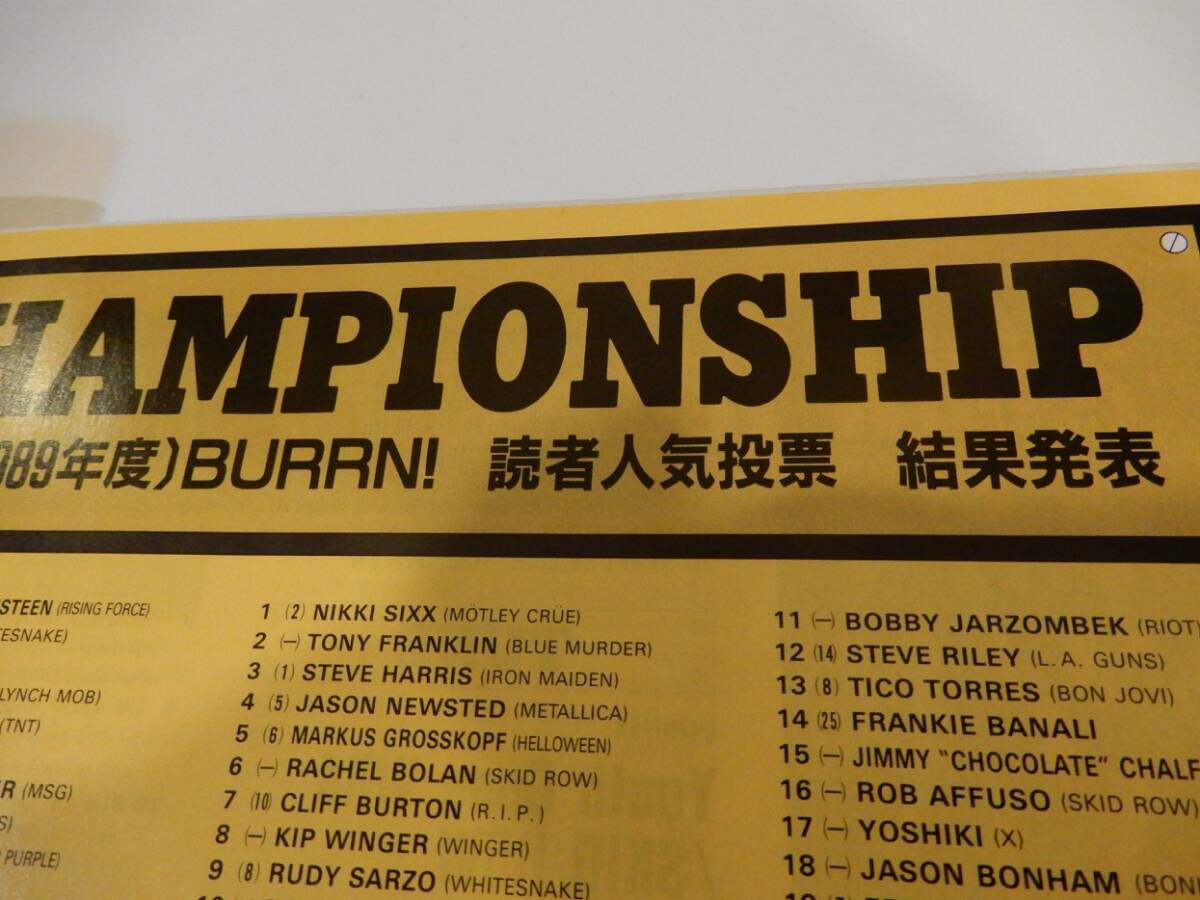 HAMPIONSHIP
989年度)BURRN! 読者人気投票 結果発表
STEEN (RISING FORCE)
TESNAKE)
LYNCH MOB)
(TNT)
ER (MSG)
S)
PURPLE)
1 (2) NIKKI SIXX (MÖTLEY CRÜE)
2 (—) TONY FRANKLIN (BLUE MURDER)
3 (1) STEVE HARRIS (IRON MAIDEN)
4 (5) JASON NEWSTED (METALLICA)
5 (6) MARKUS GROSSKOPF (HELLOWEEN)
6 (—) RACHEL BOLAN (SKID ROW)
7 (10) CLIFF BURTON (R.I.P.)
8 (—) KIP WINGER (WINGER)
9 (8) RUDY SARZO (WHITESNAKE)
11 (—) BOBBY JARZOMBEK (RIOT)
12 (14) STEVE RILEY (L.A. GUNS)
13 (8) TICO TORRES (BON JOVI)
14 (25) FRANKIE BANALI
15 (—) JIMMY "CHOCOLATE" CHALF
16 (—) ROB AFFUSO (SKID ROW)
17 (—) YOSHIKI (X)
18 (—) JASON BONHAM (BON